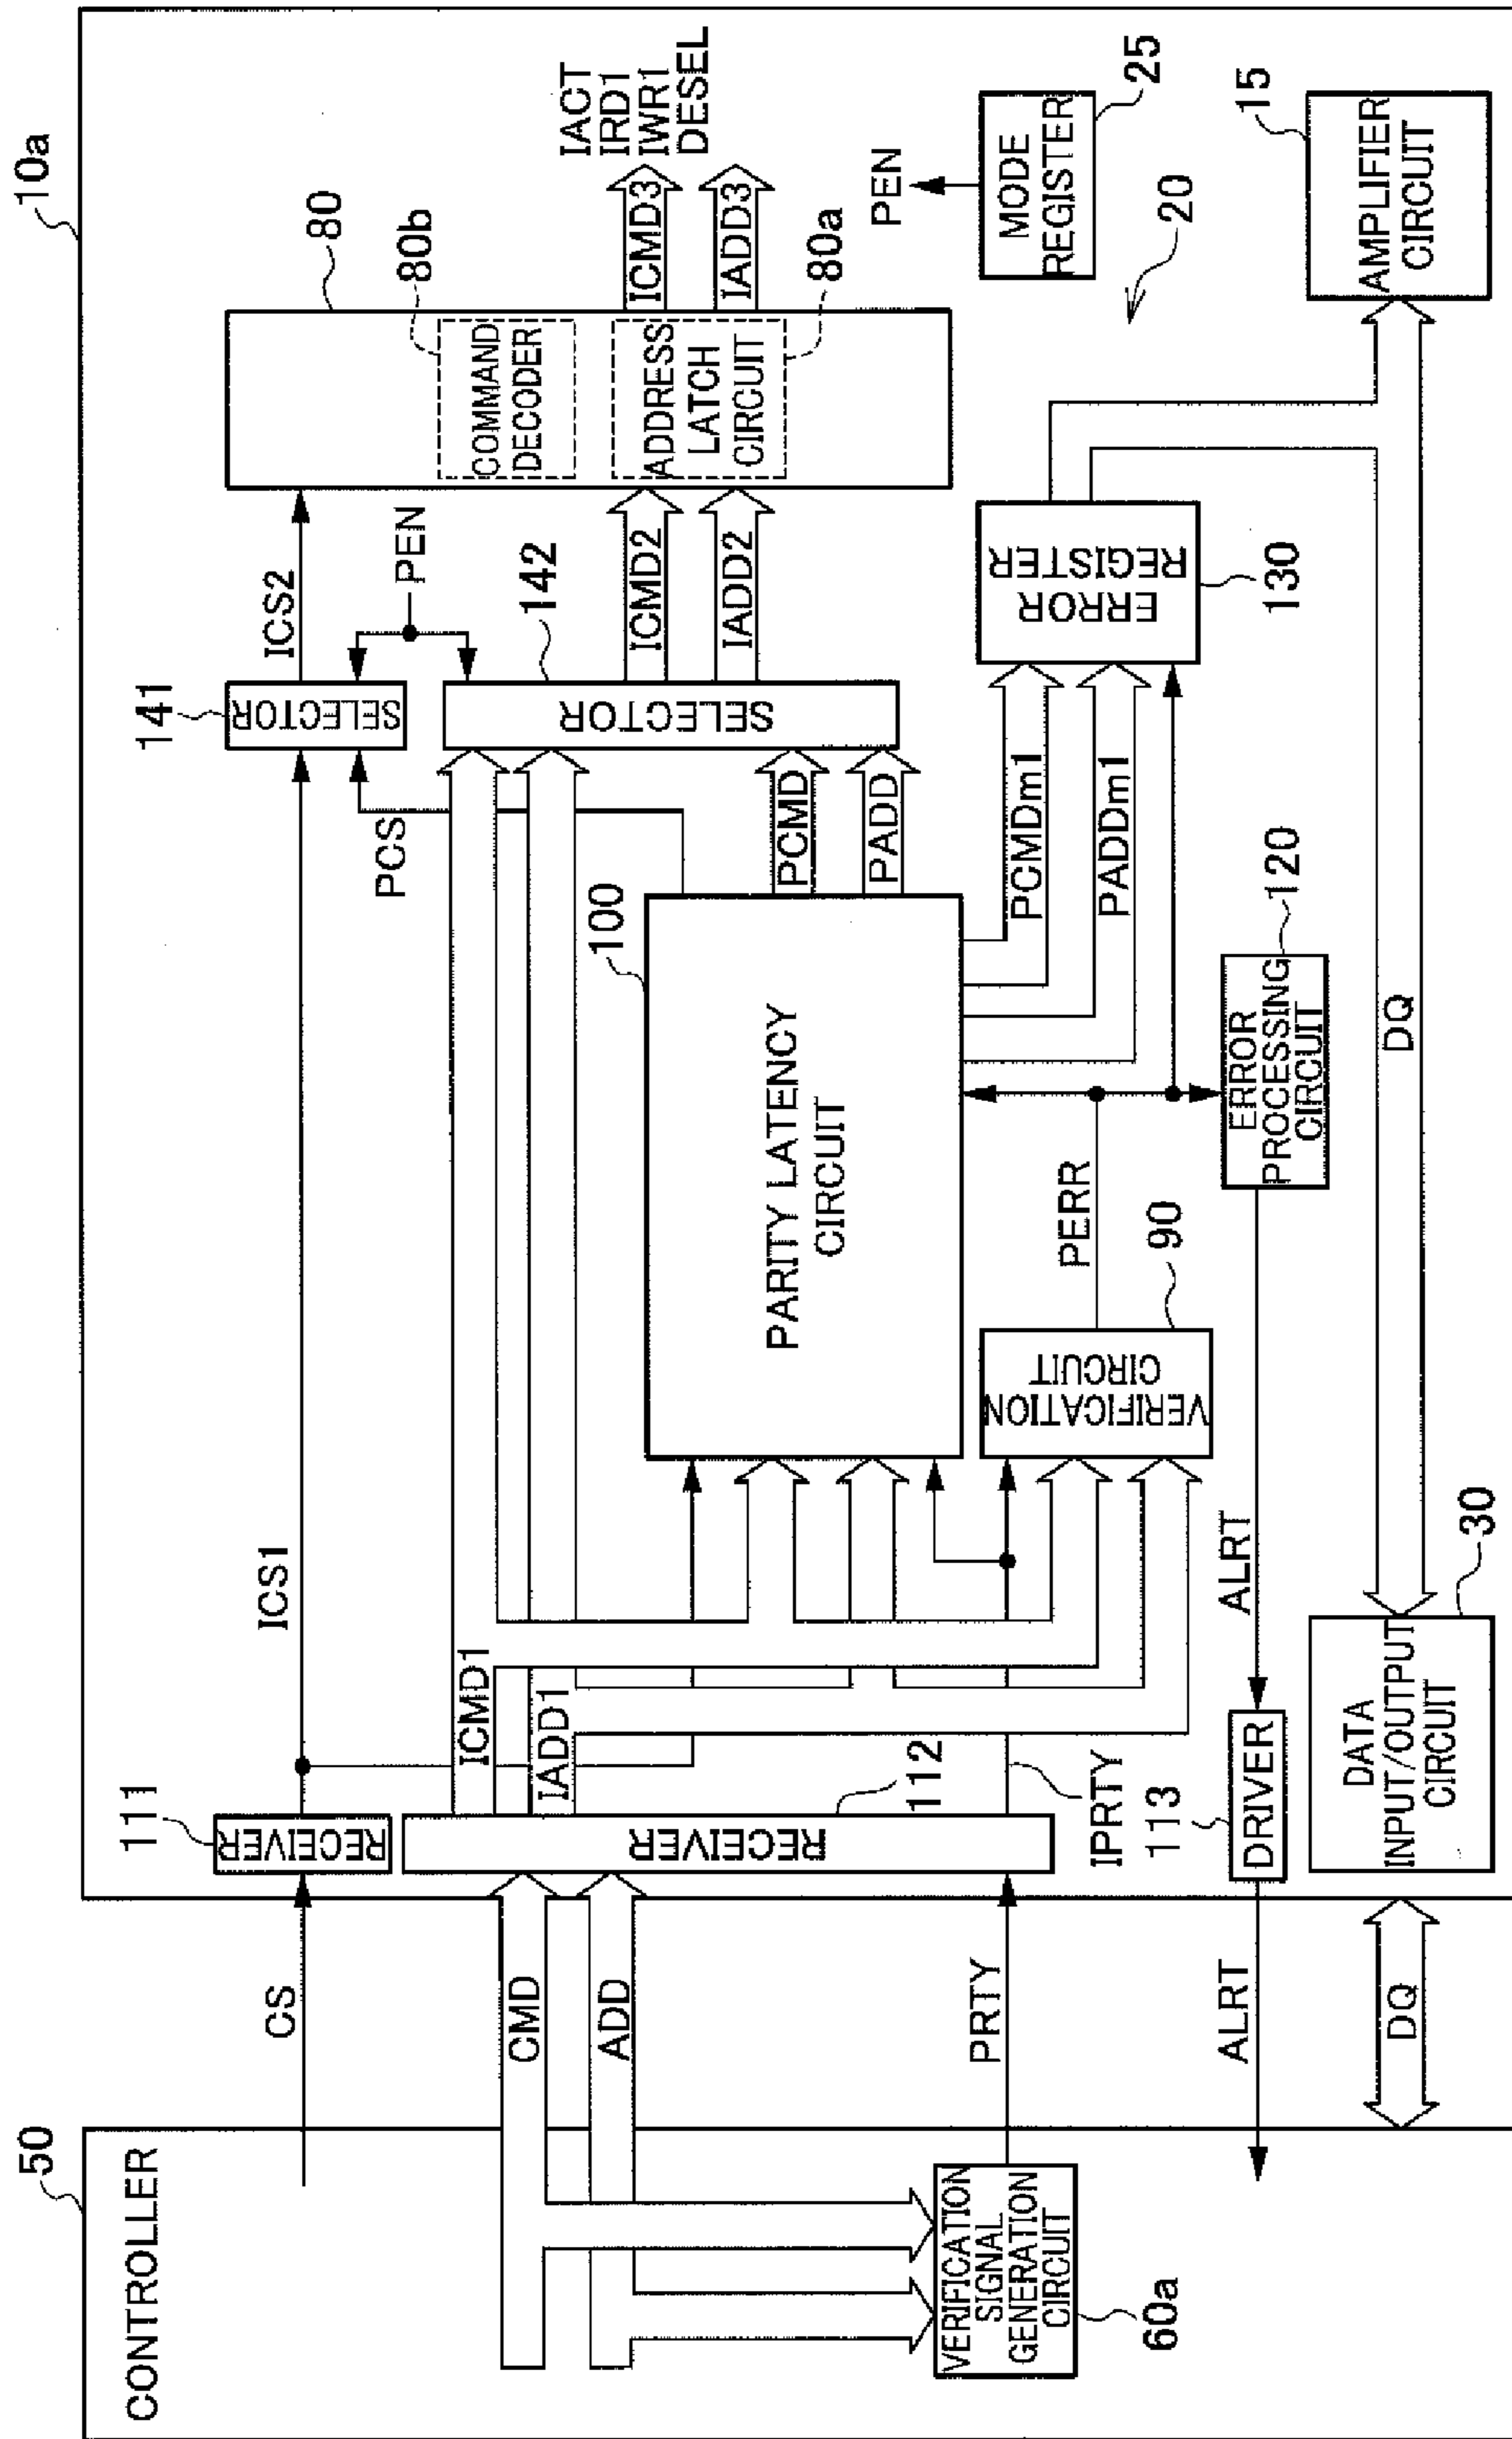 10a
50
CONTROLLER
CS
CMD
ADD
PRTY
ALRT
DQ
VERIFICATION
SIGNAL
GENERATION
CIRCUIT
60a
111
RECEIVER
RECEIVER
112
ICS1
ICMD1
IADD1
IPRTY
113
DRIVER
ALRT
DATA
INPUT/OUTPUT
CIRCUIT
30
100
PARITY LATENCY
CIRCUIT
VERIFICATION
CIRCUIT
90
PERR
ERROR
PROCESSING
CIRCUIT
120
DQ
PCS
PCMD
PADD
PCMDm1
PADDm1
141
SELECTOR
142
SELECTOR
PEN
ICS2
ICMD2
IADD2
ERROR
REGISTER
130
80
COMMAND
DECODER
80b
ADDRESS
LATCH
CIRCUIT
80a
ICMD3
IADD3
IACT
IRD1
IWR1
DESEL
PEN
MODE
REGISTER
25
20
AMPLIFIER
CIRCUIT
15